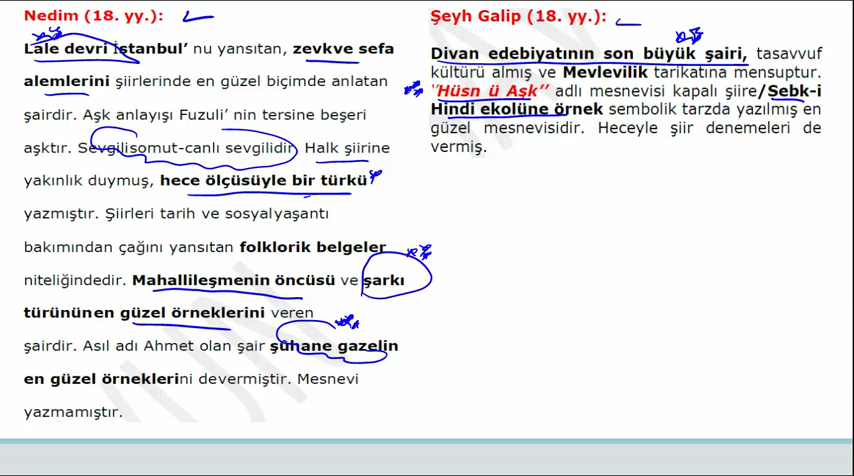 Nedim (18. yy.):
Lale devri İstanbul' nu yansıtan, zevkve sefa
alemlerini şiirlerinde en güzel biçimde anlatan
şairdir. Aşk anlayışı Fuzuli' nin tersine beşeri
aşktır. Sevgilisomut-canlı sevgilidir. Halk şiirine
yakınlık duymuş, hece ölçüsüyle bir türkü
yazmıştır. Şiirleri tarih ve sosyalyaşantı
bakımından çağını yansıtan folklorik belgeler
niteliğindedir. Mahallileşmenin öncüsü ve şarkı
türününen güzel örneklerini veren
şairdir. Asıl adı Ahmet olan şair şûhane gazelin
en güzel örneklerini devermiştir. Mesnevi
yazmamıştır.
Şeyh Galip (18. yy.):
Divan edebiyatının son büyük şairi, tasavvuf
kültürü almış ve Mevlevilik tarikatına mensuptur.
''Hüsn ü Aşk'' adlı mesnevisi kapalı şiire/Sebk-i
Hindi ekolüne örnek sembolik tarzda yazılmış en
güzel mesnevisidir. Heceyle şiir denemeleri de
vermiş.